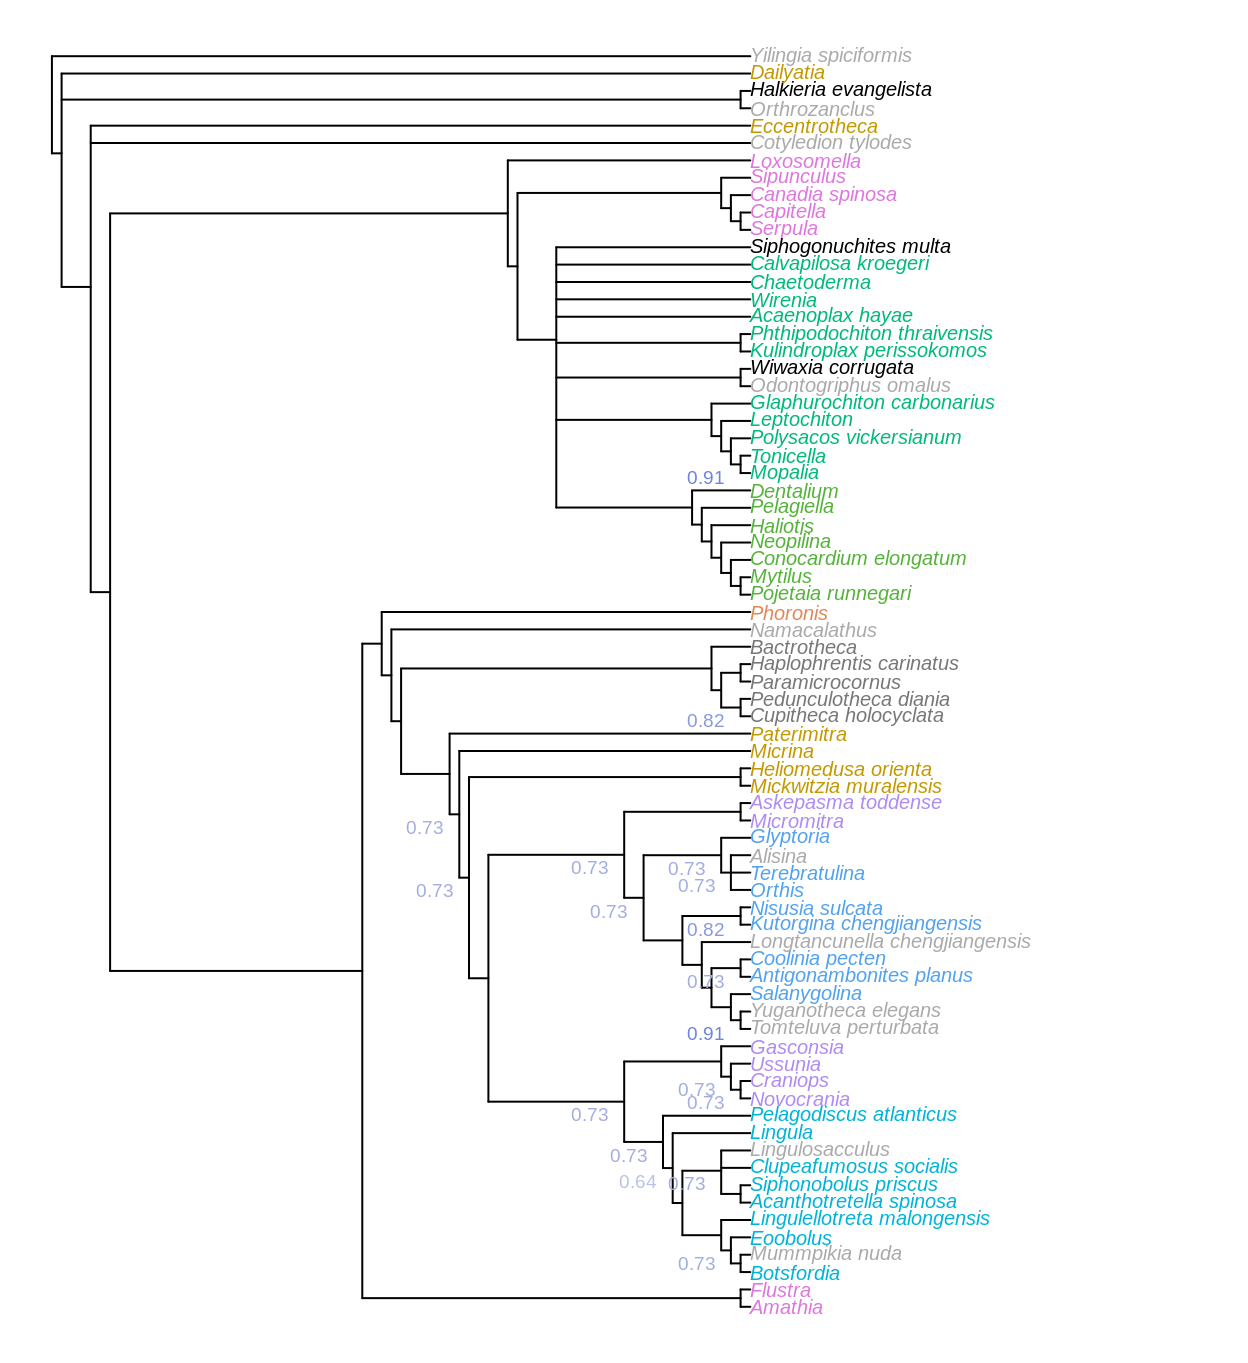 Yilingia spiciformis
Dailyatia
Halkieria evangelista
Orthrozanclus
Eccentrotheca
Cotyledion tylodes
Loxosomella
Sipunculus
Canadia spinosa
Capitella
Serpula
Siphogonuchites multa
Calvapilosa kroegeri
Chaetoderma
Wirenia
Acaenoplax hayae
Phthipodochiton thraivensis
Kulindroplax perissokomos
Wiwaxia corrugata
Odontogriphus omalus
Glaphurochiton carbonarius
Leptochiton
Polysacos vickersianum
Tonicella
Mopalia
0.91
Dentalium
Pelagiella
Haliotis
Neopilina
Conocardium elongatum
Mytilus
Pojetaia runnegari
Phoronis
Namacalathus
Bactrotheca
Haplophrentis carinatus
Paramicrocornus
Pedunculotheca diania
Cupitheca holocyclata
0.82
Paterimitra
Micrina
Heliomedusa orienta
Mickwitzia muralensis
Askepasma toddense
Micromitra
0.73
Glyptoria
Alisina
0.73
0.73
Terebratulina
0.73
Orthis
0.73
Nisusia sulcata
0.73
Kutorgina chengjiangensis
0.82
Longtancunella chengjiangensis
Coolinia pecten
Antigonambonites planus
0.73
Salanygolina
Yuganotheca elegans
Tomteluva perturbata
0.91
Gasconsia
Ussunia
Craniops
0.73
Novocrania
0.73
0.73
Pelagodiscus atlanticus
Lingula
Lingulosacculus
0.73
Clupeafumosus socialis
0.64
0.73
Siphonobolus priscus
Acanthotretella spinosa
Lingulellotreta malongensis
Eoobolus
Mummpikia nuda
0.73
Botsfordia
Flustra
Amathia